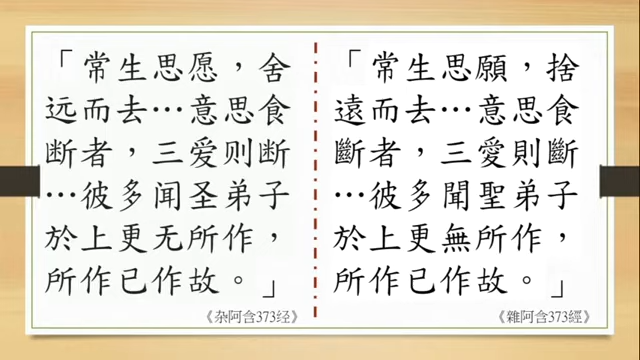 「常生思愿，舍
远而去…意思食
断者，三爱则断
…彼多闻圣弟子
於上更无所作，
所作已作故。」
《杂阿含373经》
「常生思願，捨
遠而去…意思食
斷者，三愛則斷
…彼多聞聖弟子
於上更無所作，
所作已作故。」
《雜阿含373經》